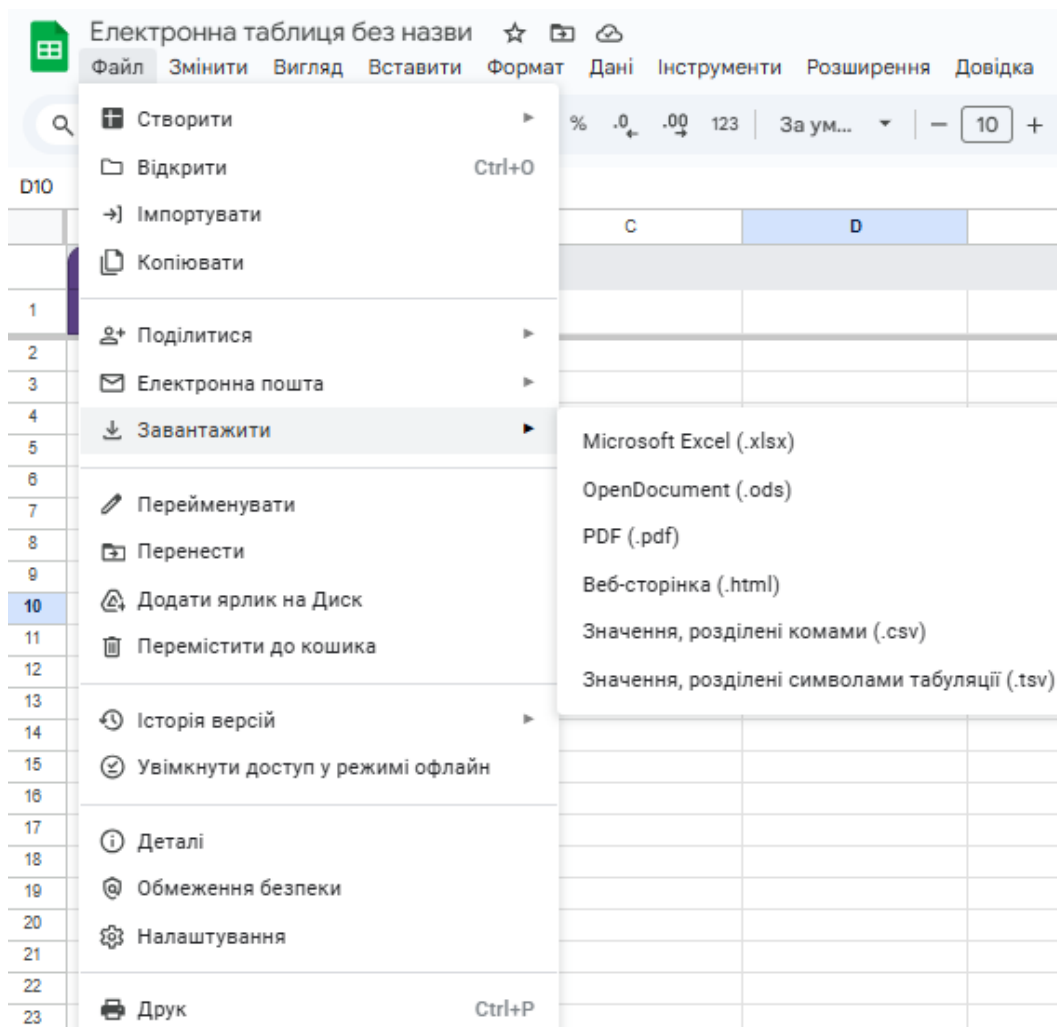 Електронна таблиця без назви
Файл Змінити Вигляд Вставити Формат Дані Інструменти Розширення Довідка
% .0 .00 123 За ум... 10
Створити
Відкрити Ctrl+O
D10
Імпортувати
C D
Копіювати
1
Поділитися
2
3
Електронна пошта
4
Завантажити
5
Microsoft Excel (.xlsx)
6
OpenDocument (.ods)
7
Перейменувати
8
PDF (.pdf)
Перенести
9
Веб-сторінка (.html)
10
Додати ярлик на Диск
11
Значення, розділені комами (.csv)
Перемістити до кошика
12
Значення, розділені символами табуляції (.tsv)
13
Історія версій
14
15
Увімкнути доступ у режимі офлайн
16
17
Деталі
18
19
Обмеження безпеки
20
21
Налаштування
22
23
Друк Ctrl+P